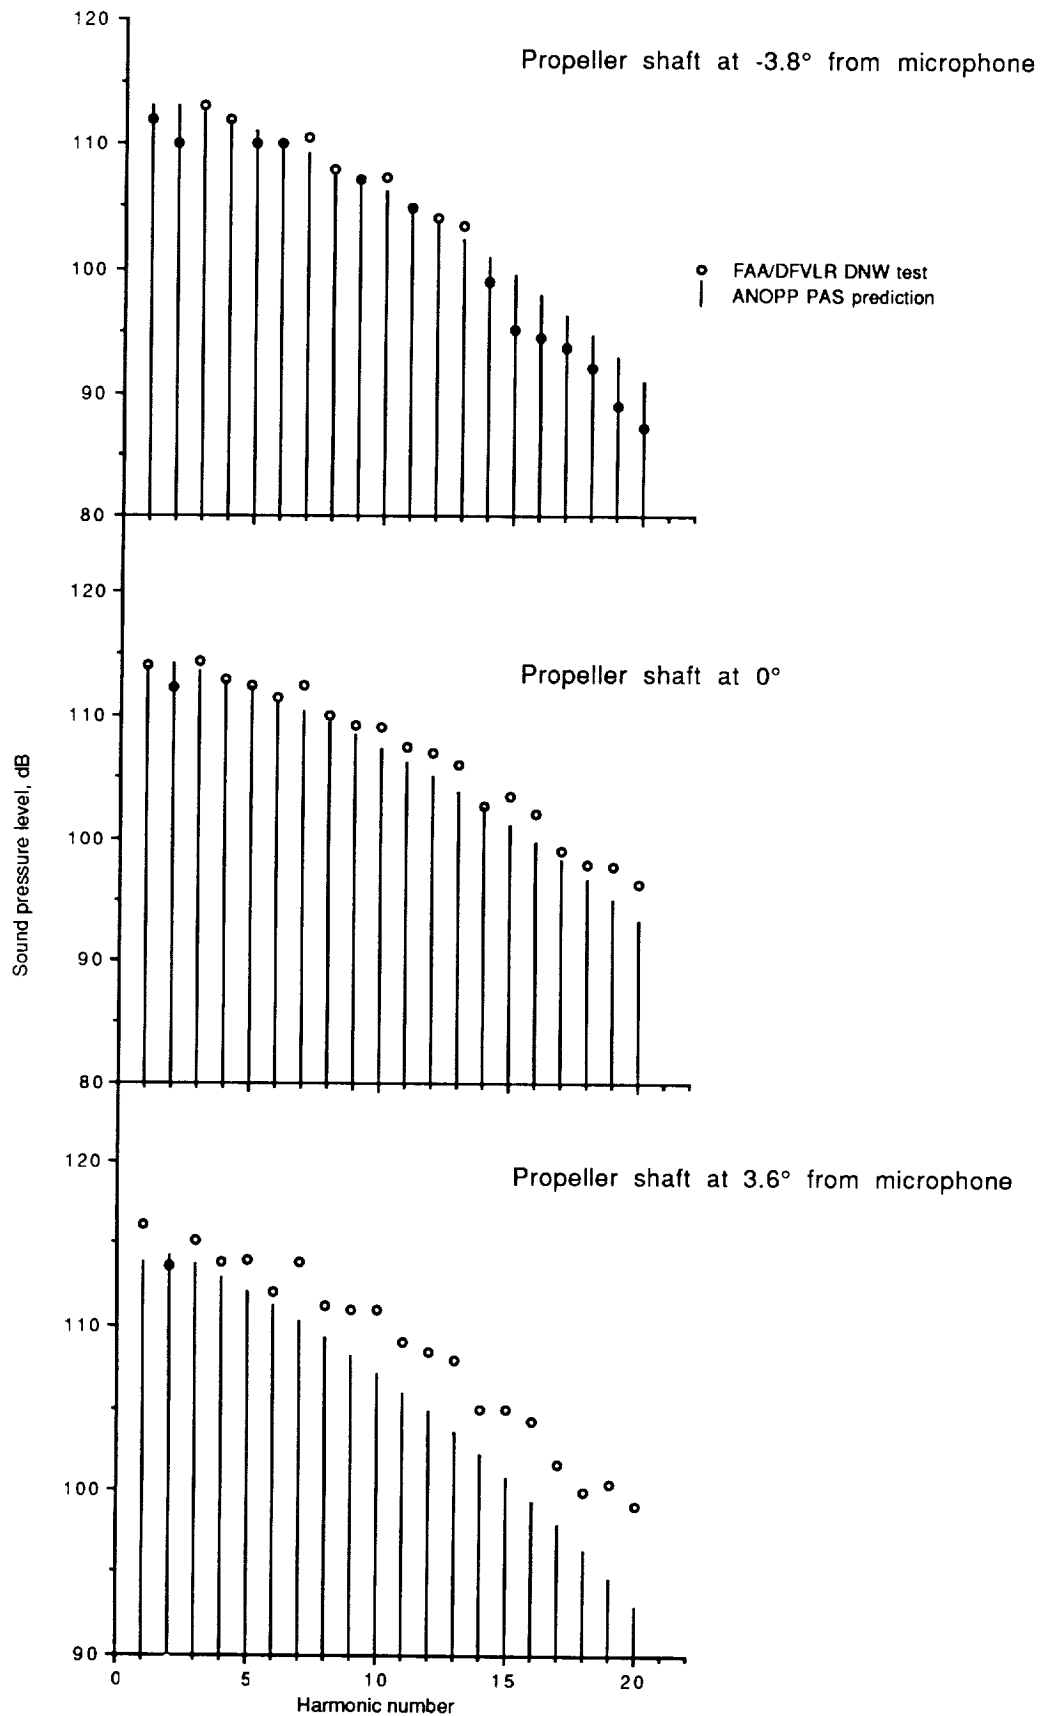 120
Propeller shaft at -3.8° from microphone
110
100
FAA/DFVLR DNW test
ANOPP PAS prediction
90
80
120
Propeller shaft at 0°
110
Sound pressure level, dB
100
90
80
120
Propeller shaft at 3.6° from microphone
110
100
90
0 5 10 15 20
Harmonic number